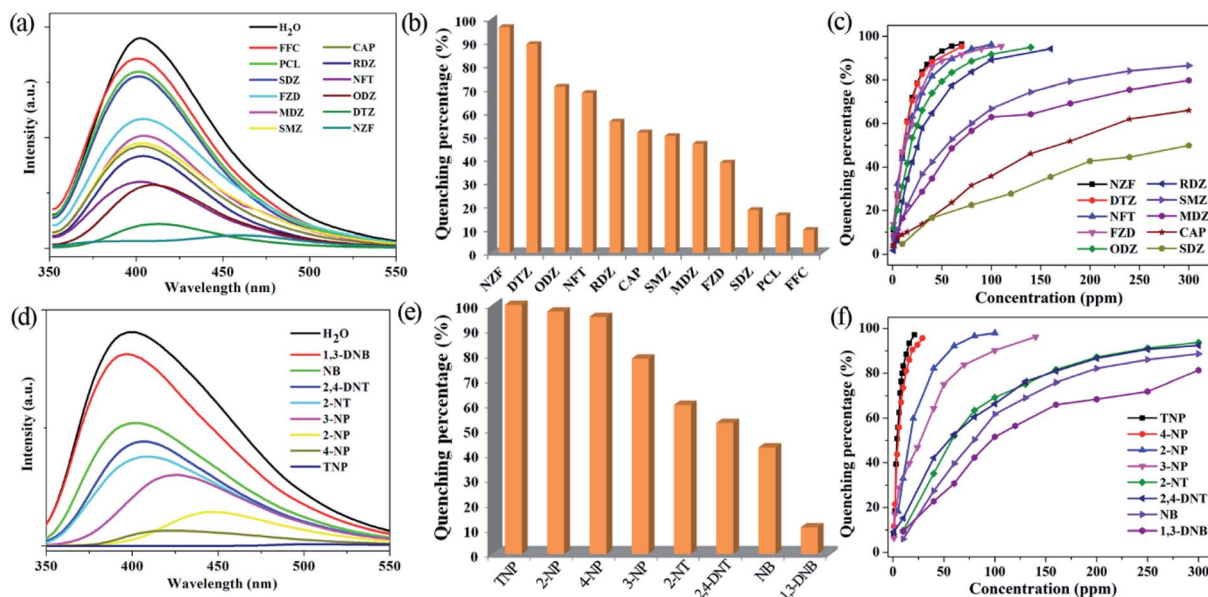 (a)
Intensity (a.u.)
H2O
FFC
PCL
SDZ
FZD
MDZ
SMZ
CAP
RDZ
NFT
ODZ
DTZ
NZF
350 400 450 500 550
Wavelength (nm)
(b)
Quenching percentage (%)
100
90
80
70
60
50
40
30
20
10
0
NZF DTZ ODZ NFT RDZ CAP SMZ MDZ FZD SDZ PCL FFC
(c)
Quenching percentage (%)
100
80
60
40
20
0
NZF
DTZ
NFT
FZD
ODZ
RDZ
SMZ
MDZ
CAP
SDZ
0 50 100 150 200 250 300
Concentration (ppm)
(d)
Intensity (a.u.)
H2O
1,3-DNB
NB
2,4-DNT
2-NT
3-NP
2-NP
4-NP
TNP
350 400 450 500 550
Wavelength (nm)
(e)
Quenching percentage (%)
100
90
80
70
60
50
40
30
20
10
0
TNP 2-NP 4-NP 3-NP 2-NT 2,4-DNT NB 1,3-DNB
(f)
Quenching percentage (%)
100
80
60
40
20
0
TNP
4-NP
2-NP
3-NP
2-NT
2,4-DNT
NB
1,3-DNB
0 50 100 150 200 250 300
Concentration (ppm)